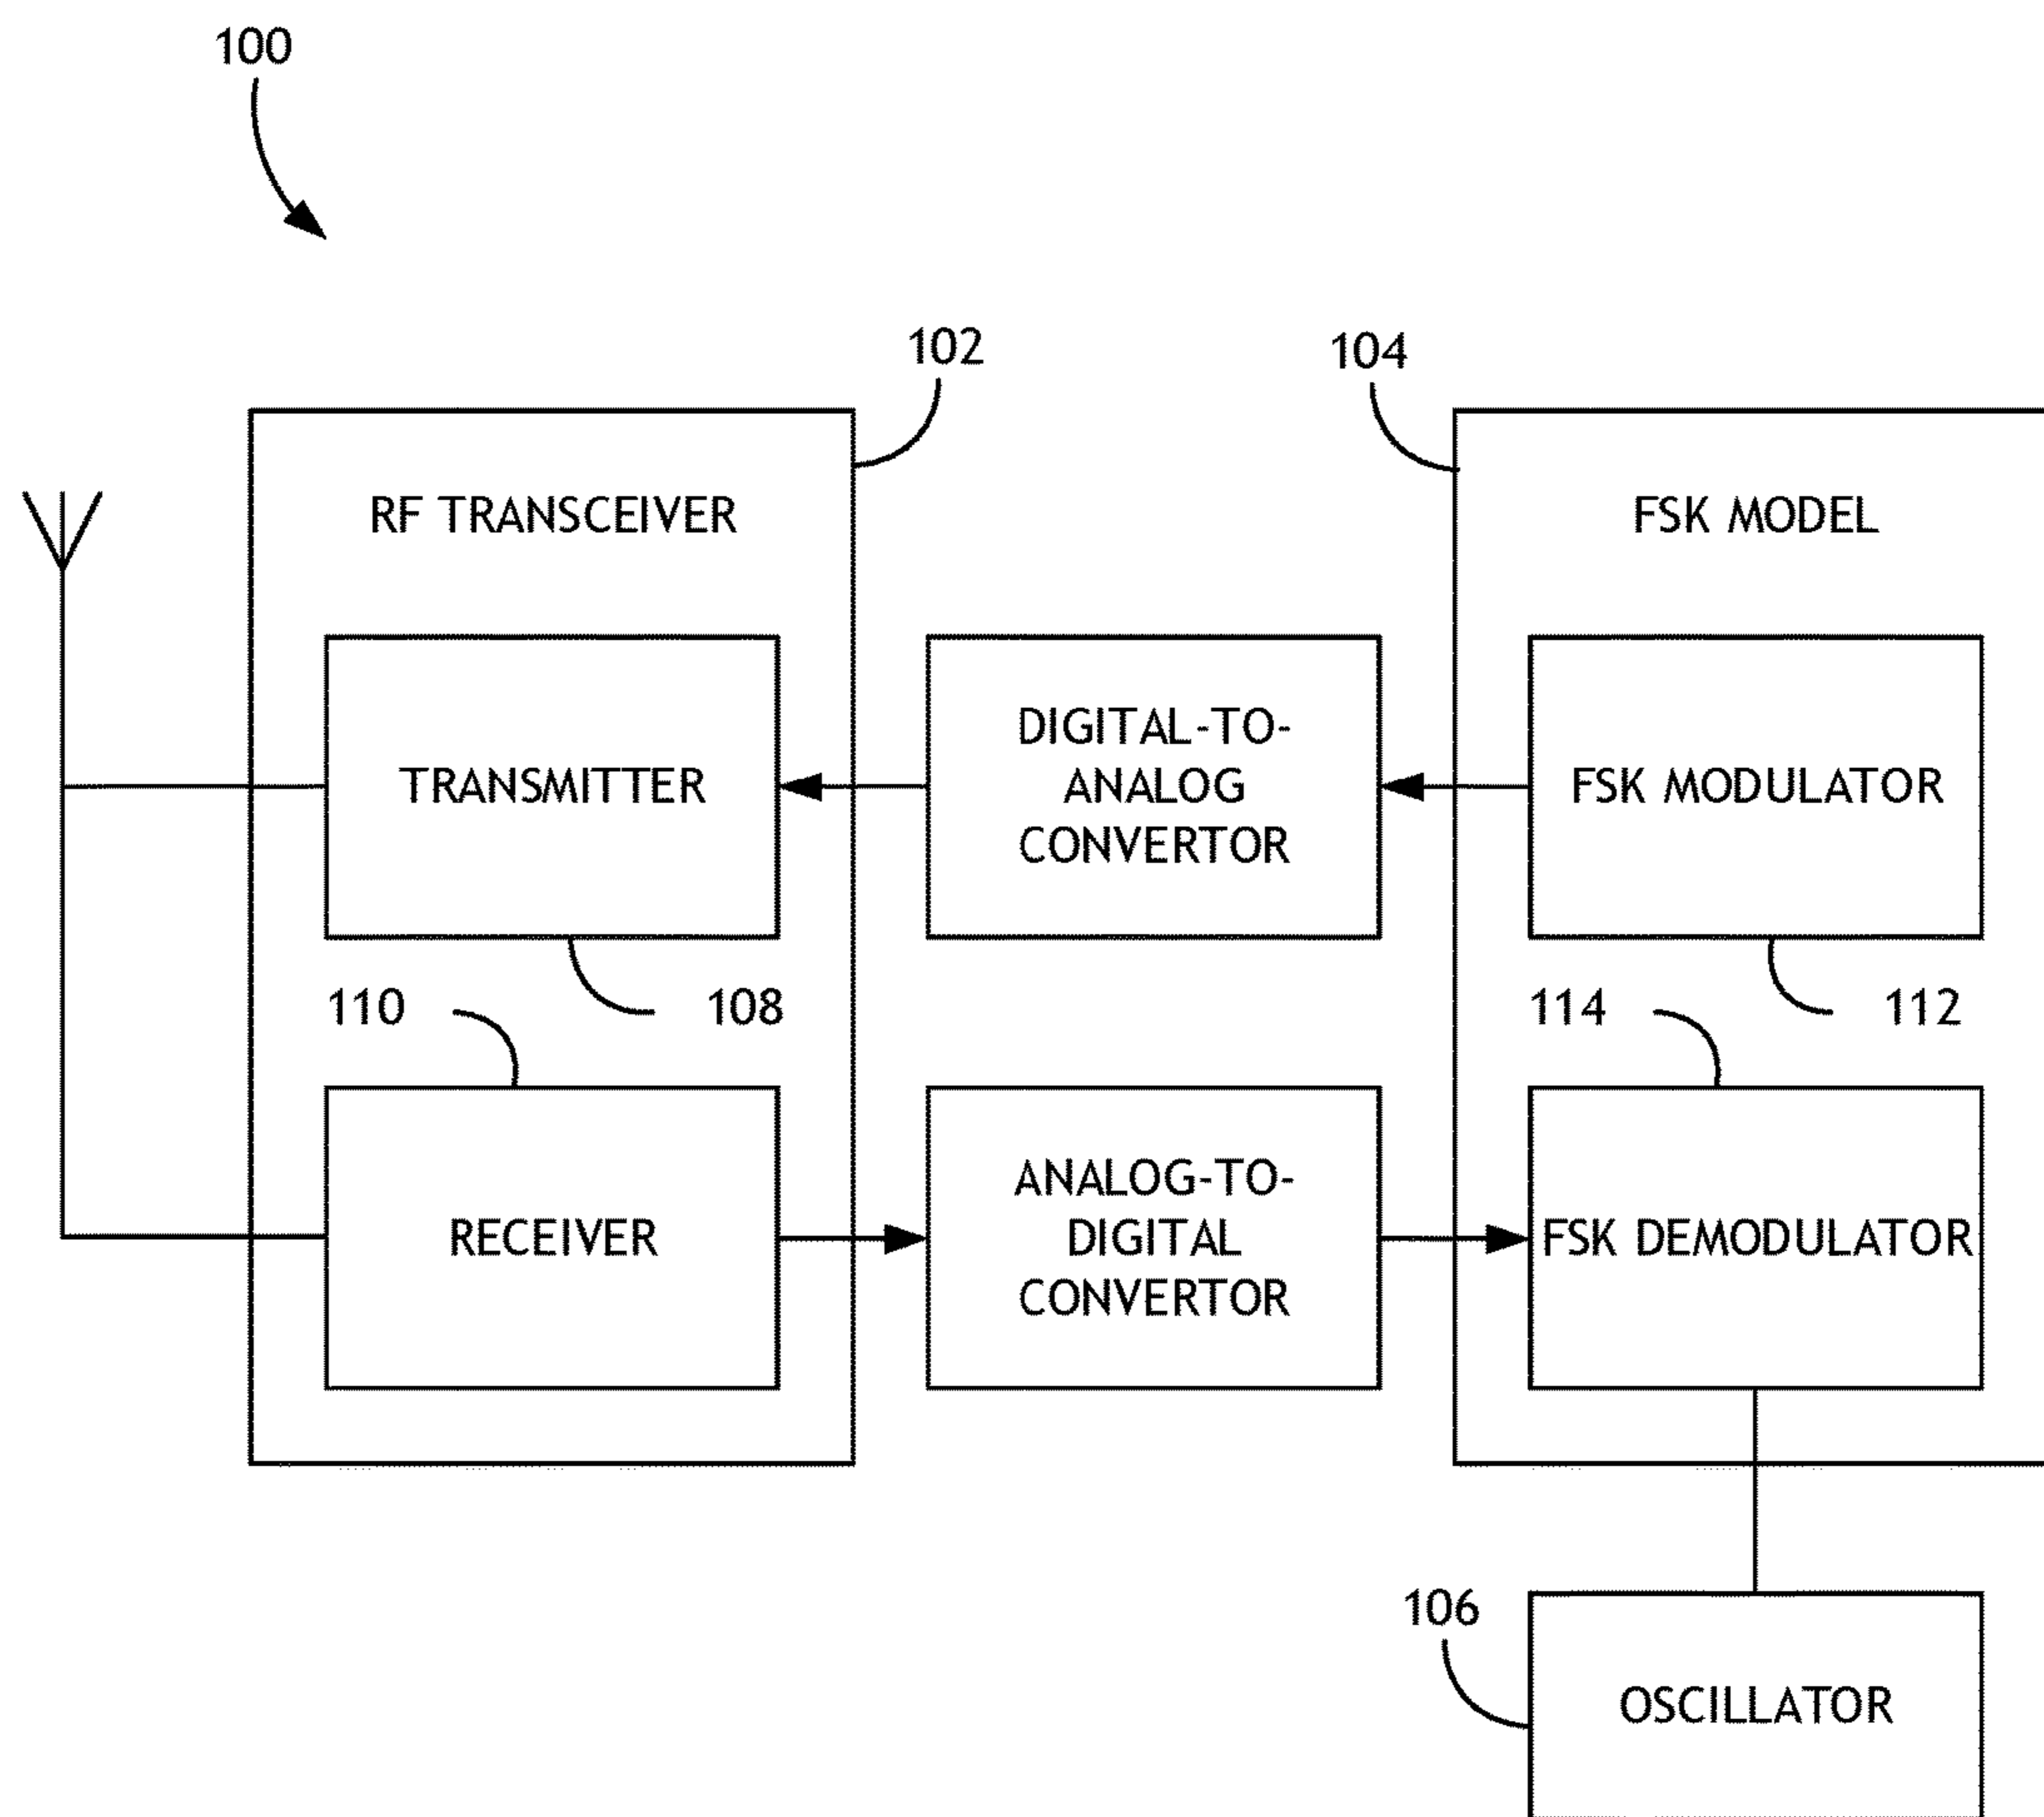 100
102
104
RF TRANSCEIVER
FSK MODEL
TRANSMITTER
DIGITAL-TO-
ANALOG
CONVERTOR
FSK MODULATOR
110
108
114
112
RECEIVER
ANALOG-TO-
DIGITAL
CONVERTOR
FSK DEMODULATOR
106
OSCILLATOR